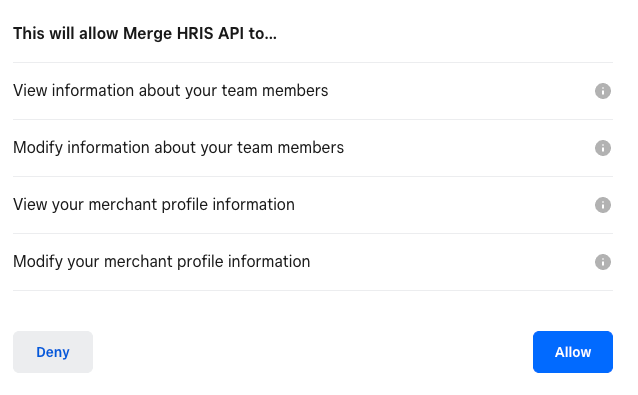 This will allow Merge HRIS API to...
View information about your team members
Modify information about your team members
View your merchant profile information
Modify your merchant profile information
Deny
Allow